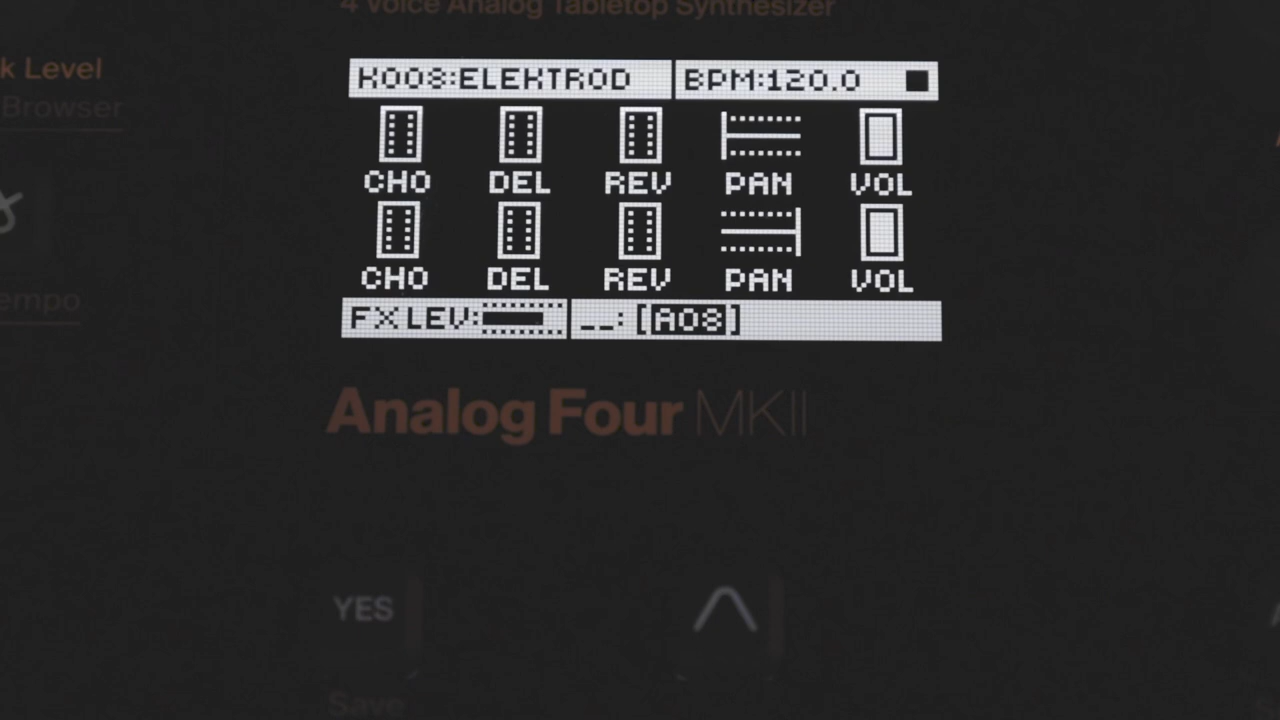 4 Voice Analog Tabletop Synthesizer
k Level
Browser
K008:ELEKTROD BPM:120.0
CHO DEL REV PAN VOL
CHO DEL REV PAN VOL
empo
FX LEV: __: [A08]
Analog Four MKII
YES
Save